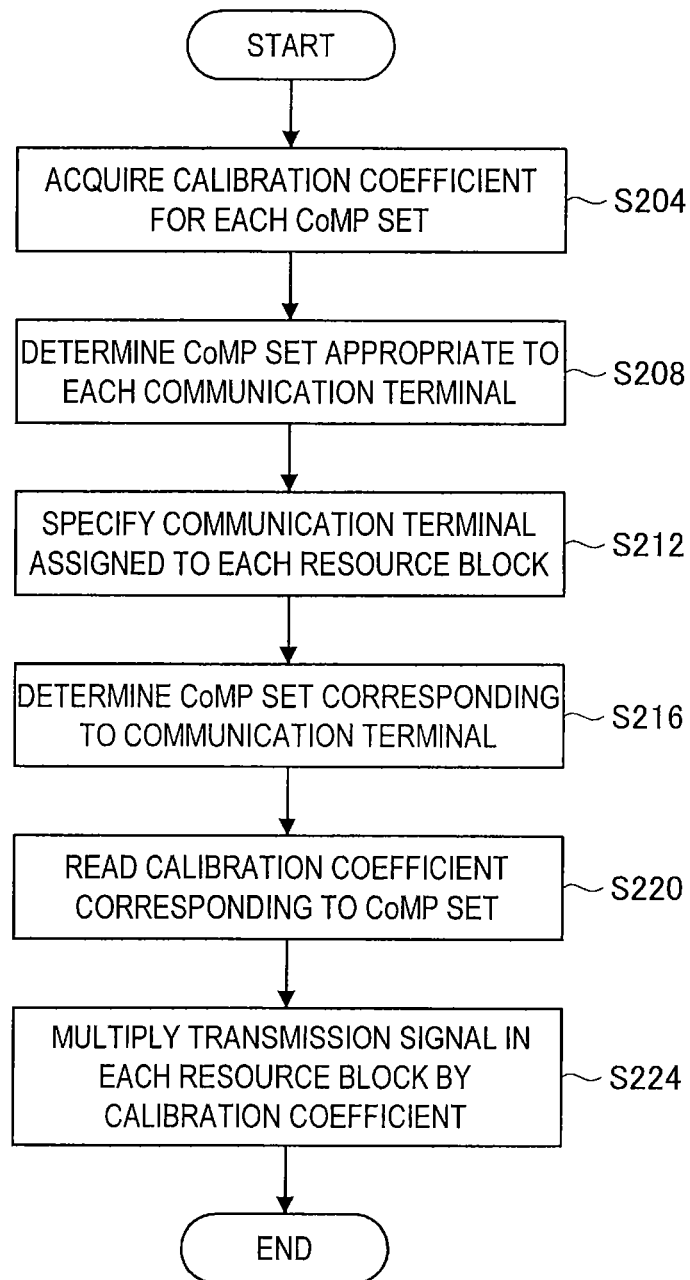 START
ACQUIRE CALIBRATION COEFFICIENT
FOR EACH CoMP SET
S204
DETERMINE CoMP SET APPROPRIATE TO
EACH COMMUNICATION TERMINAL
S208
SPECIFY COMMUNICATION TERMINAL
ASSIGNED TO EACH RESOURCE BLOCK
S212
DETERMINE CoMP SET CORRESPONDING
TO COMMUNICATION TERMINAL
S216
READ CALIBRATION COEFFICIENT
CORRESPONDING TO CoMP SET
S220
MULTIPLY TRANSMISSION SIGNAL IN
EACH RESOURCE BLOCK BY
CALIBRATION COEFFICIENT
S224
END